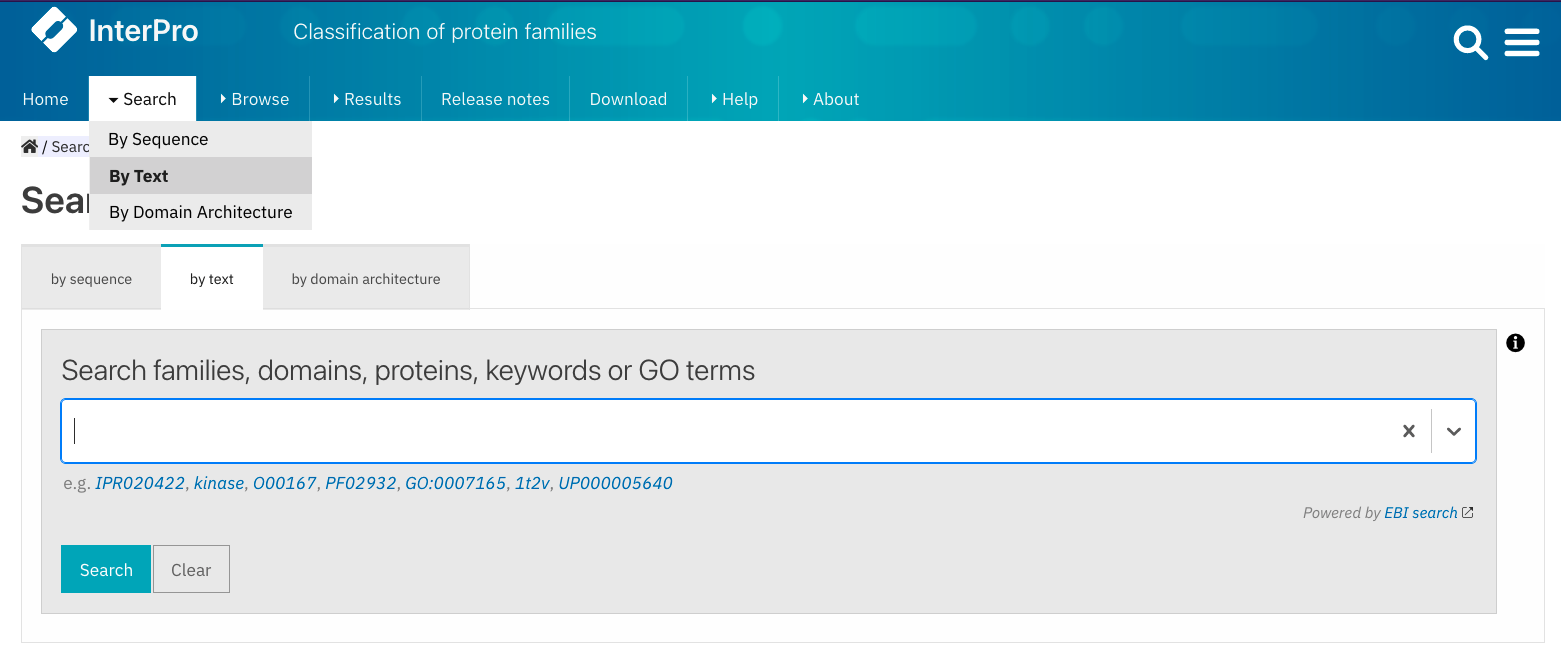 InterPro
Classification of protein families
Home Search Browse Results Release notes Download Help About
By Sequence
/ Searc
By Text
Sear
By Domain Architecture
by sequence by text by domain architecture
Search families, domains, proteins, keywords or GO terms
e.g. IPR020422, kinase, O00167, PF02932, GO:0007165, 1t2v, UP000005640
Powered by EBI search
Search Clear